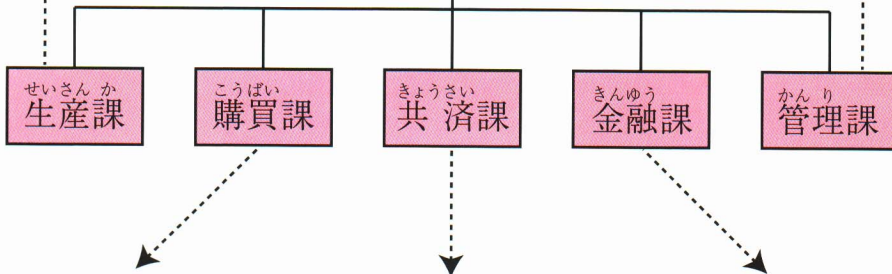 せいさん か
生産課
こうばい
購買課
きょうさい
共済課
きんゆう
金融課
かん り
管理課